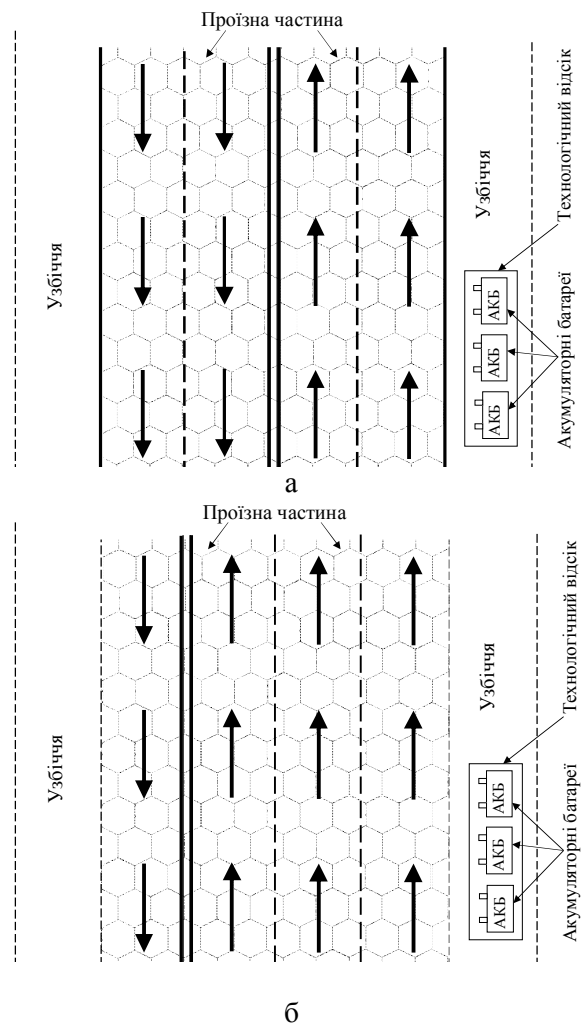 Проїзна частина
Узбіччя
Узбіччя
Технологічний відсік
АКБ
АКБ
АКБ
Акумуляторні батареї
а
Проїзна частина
Узбіччя
Узбіччя
Технологічний відсік
АКБ
АКБ
АКБ
Акумуляторні батареї
б